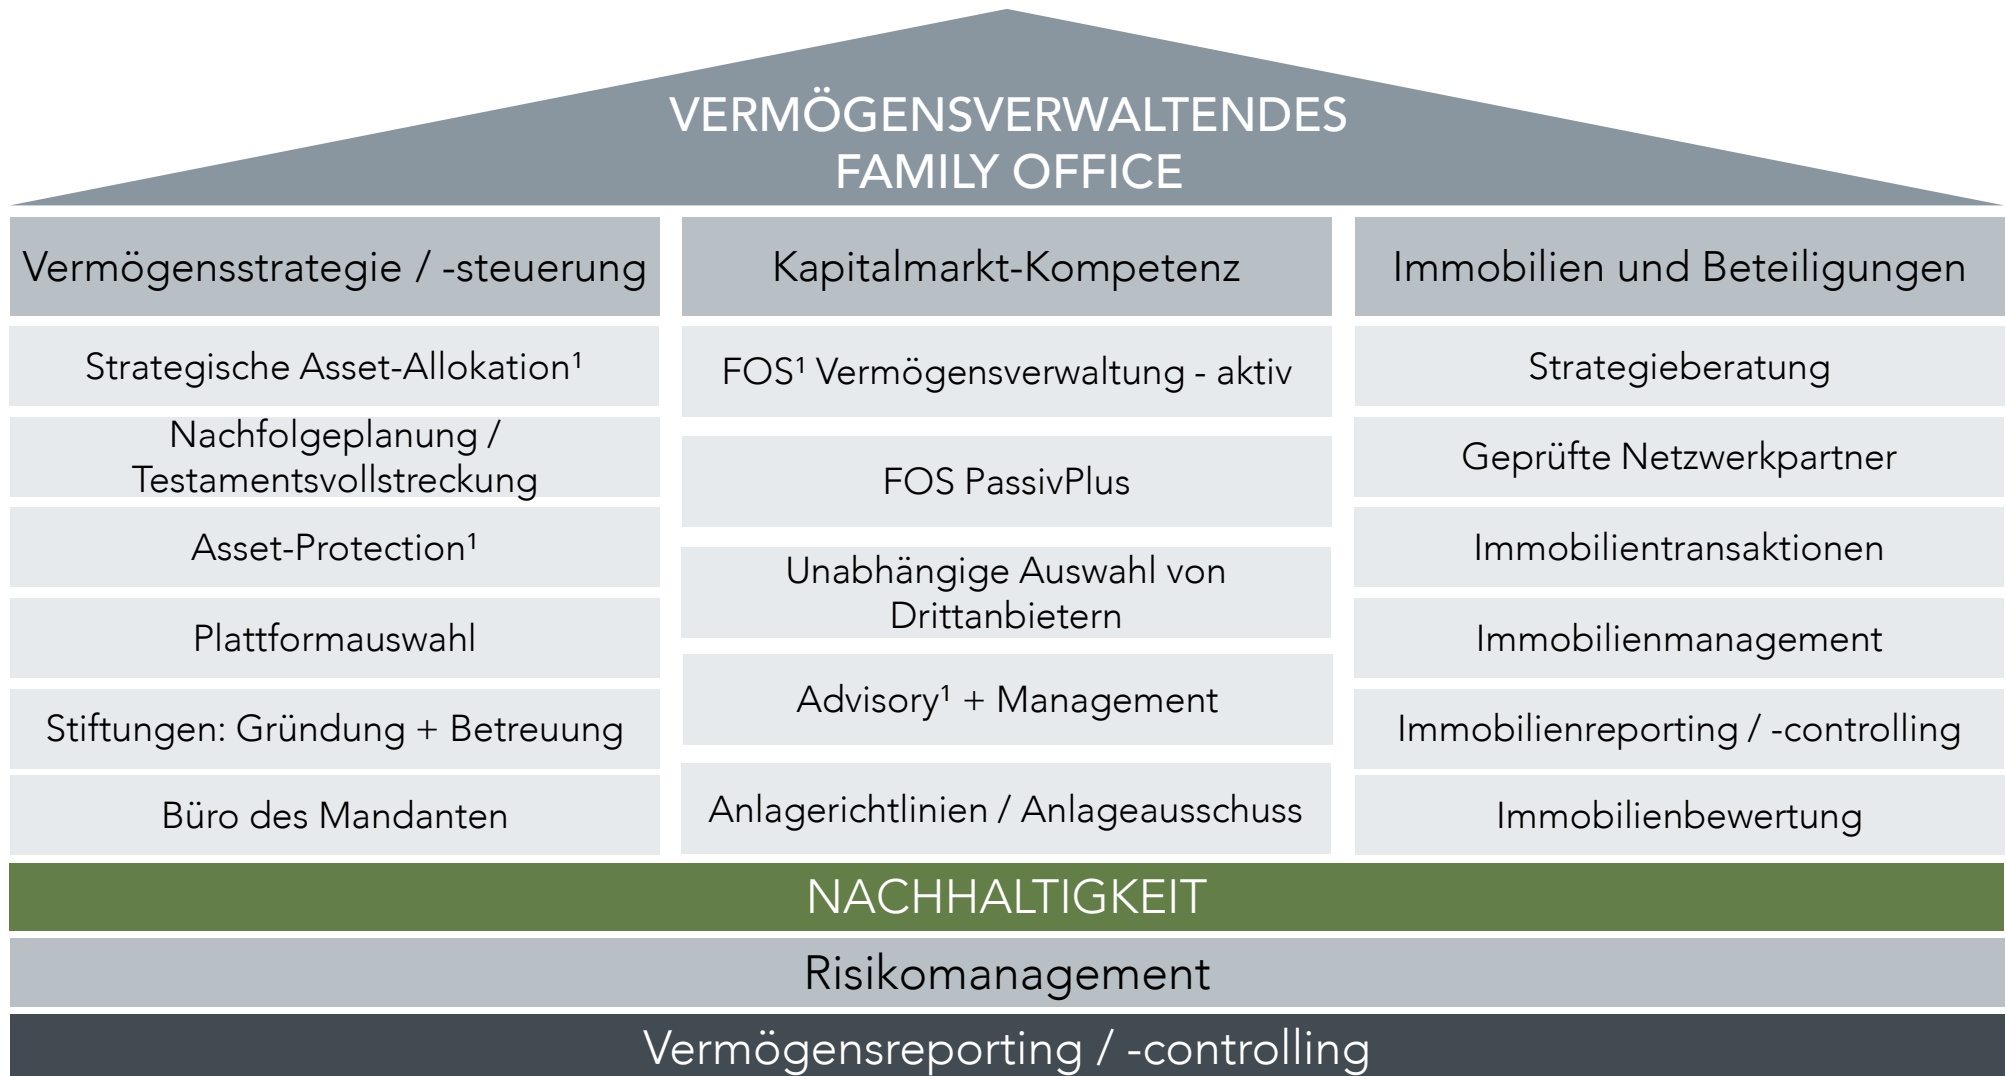 VERMÖGENSVERWALTENDES
FAMILY OFFICE
Vermögensstrategie / -steuerung
Strategische Asset-Allokation¹
Nachfolgeplanung /
Testamentsvollstreckung
Asset-Protection¹
Plattformauswahl
Stiftungen: Gründung + Betreuung
Büro des Mandanten
Kapitalmarkt-Kompetenz
FOS¹ Vermögensverwaltung - aktiv
FOS PassivPlus
Unabhängige Auswahl von
Drittanbietern
Advisory¹ + Management
Anlagerichtlinien / Anlageausschuss
Immobilien und Beteiligungen
Strategieberatung
Geprüfte Netzwerkpartner
Immobilientransaktionen
Immobilienmanagement
Immobilienreporting / -controlling
Immobilienbewertung
NACHHALTIGKEIT
Risikomanagement
Vermögensreporting / -controlling